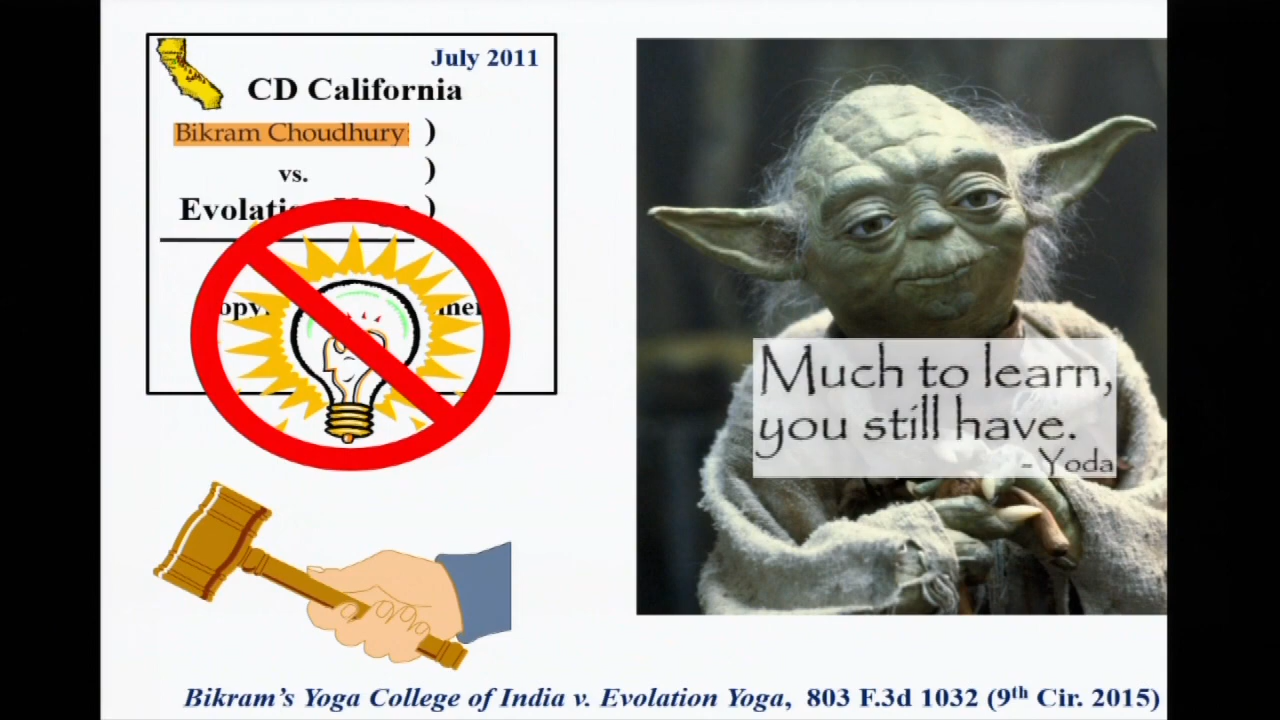 July 2011
CD California
Bikram Choudhury
)
vs.
)
)
Much to learn,
you still have.
- Yoda
Bikram's Yoga College of India v. Evolation Yoga, 803 F.3d 1032 (9th Cir. 2015)